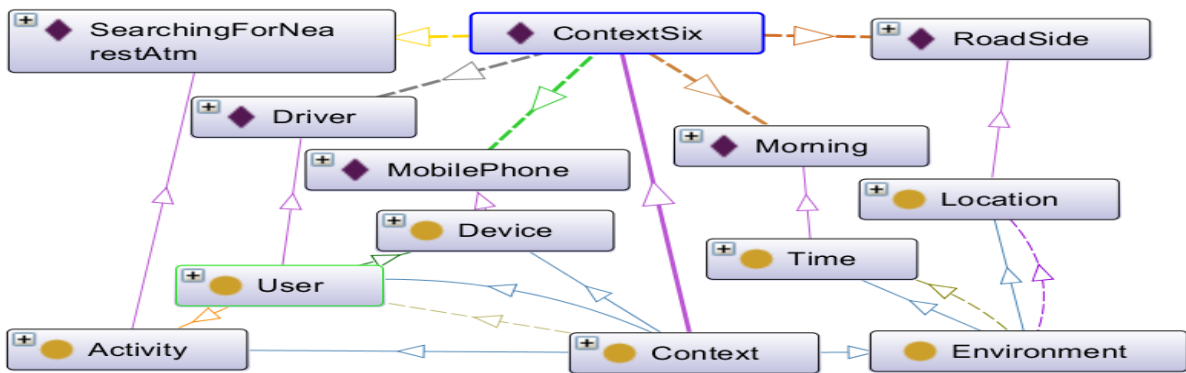 SearchingForNea
restAtm
ContextSix
RoadSide
Driver
MobilePhone
Morning
Location
Device
Time
User
Activity
Context
Environment